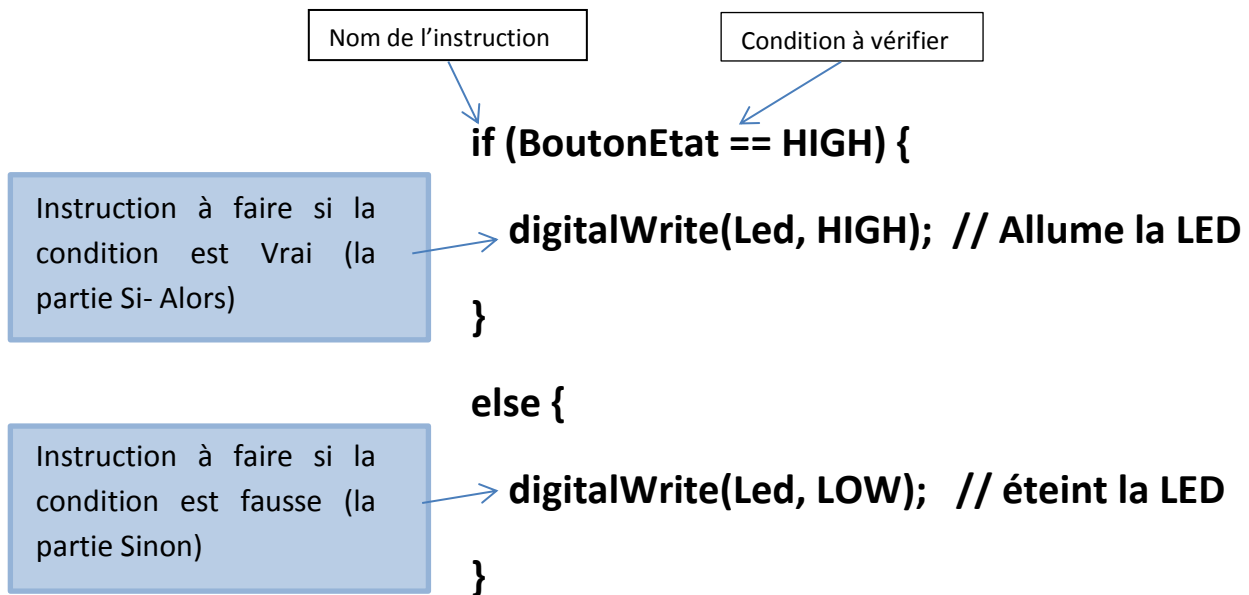 Nom de l'instruction
Condition à vérifier
if (BoutonEtat == HIGH) {
Instruction à faire si la
condition est Vrai (la
partie Si- Alors)
digitalWrite(Led, HIGH); // Allume la LED
}
else {
Instruction à faire si la
condition est fausse (la
partie Sinon)
digitalWrite(Led, LOW); // éteint la LED
}